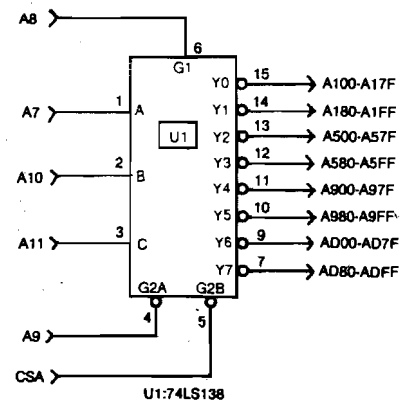 A8
6
G1
Y0 15 A100-A17F
A7 1 A
Y1 14 A180-A1FF
U1
Y2 13 A500-A57F
Y3 12 A580-A5FF
A10 2 B
Y4 11 A900-A97F
Y5 10 A980-A9FF
A11 3 C
Y6 9 AD00-AD7F
Y7 7 AD80-ADFF
G2A G2B
4 5
A9
CSA
U1:74LS138